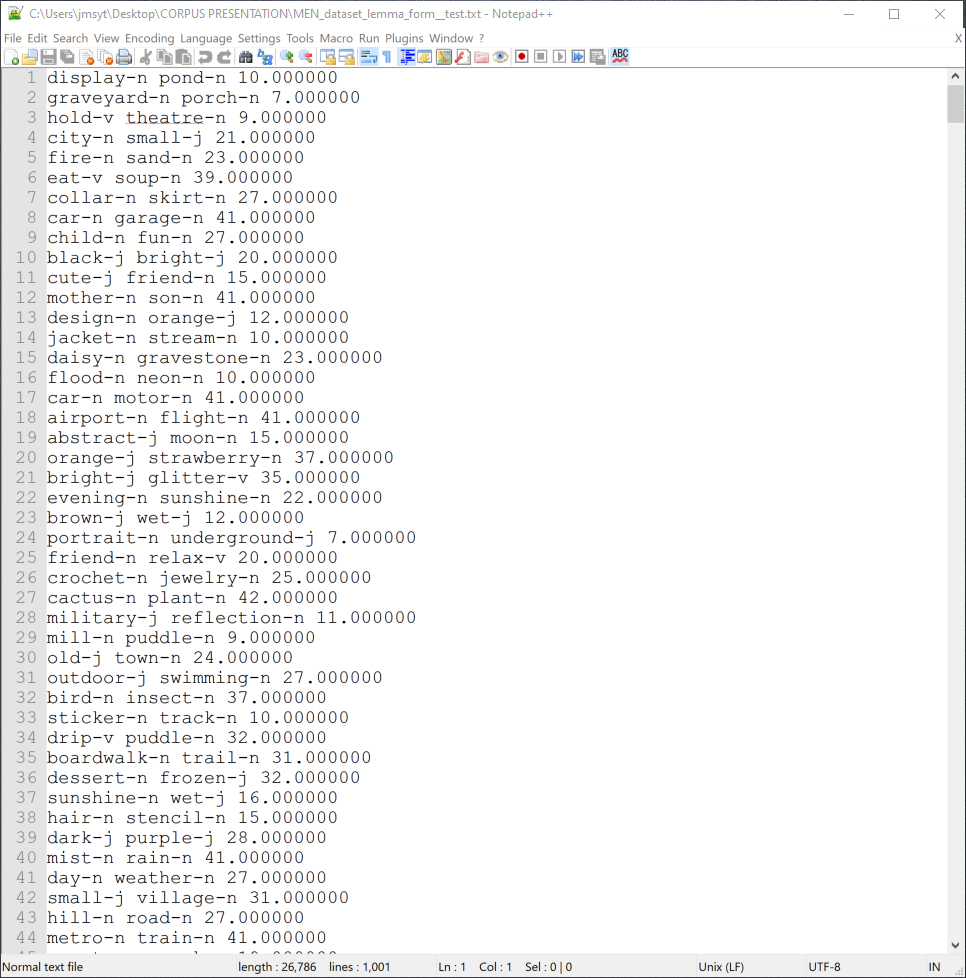 C:\Users\jmsyt\Desktop\CORPUS PRESENTATION\MEN_dataset_lemma_form__test.txt - Notepad++
File Edit Search View Encoding Language Settings Tools Macro Run Plugins Window ? X
ABC
1 display-n pond-n 10.000000
2 graveyard-n porch-n 7.000000
3 hold-v theatre-n 9.000000
4 city-n small-j 21.000000
5 fire-n sand-n 23.000000
6 eat-v soup-n 39.000000
7 collar-n skirt-n 27.000000
8 car-n garage-n 41.000000
9 child-n fun-n 27.000000
10 black-j bright-j 20.000000
11 cute-j friend-n 15.000000
12 mother-n son-n 41.000000
13 design-n orange-j 12.000000
14 jacket-n stream-n 10.000000
15 daisy-n gravestone-n 23.000000
16 flood-n neon-n 10.000000
17 car-n motor-n 41.000000
18 airport-n flight-n 41.000000
19 abstract-j moon-n 15.000000
20 orange-j strawberry-n 37.000000
21 bright-j glitter-v 35.000000
22 evening-n sunshine-n 22.000000
23 brown-j wet-j 12.000000
24 portrait-n underground-j 7.000000
25 friend-n relax-v 20.000000
26 crochet-n jewelry-n 25.000000
27 cactus-n plant-n 42.000000
28 military-j reflection-n 11.000000
29 mill-n puddle-n 9.000000
30 old-j town-n 24.000000
31 outdoor-j swimming-n 27.000000
32 bird-n insect-n 37.000000
33 sticker-n track-n 10.000000
34 drip-v puddle-n 32.000000
35 boardwalk-n trail-n 31.000000
36 dessert-n frozen-j 32.000000
37 sunshine-n wet-j 16.000000
38 hair-n stencil-n 15.000000
39 dark-j purple-j 28.000000
40 mist-n rain-n 41.000000
41 day-n weather-n 27.000000
42 small-j village-n 31.000000
43 hill-n road-n 27.000000
44 metro-n train-n 41.000000
Normal text file length : 26,786 lines : 1,001 Ln : 1 Col : 1 Sel : 0 | 0 Unix (LF) UTF-8 IN